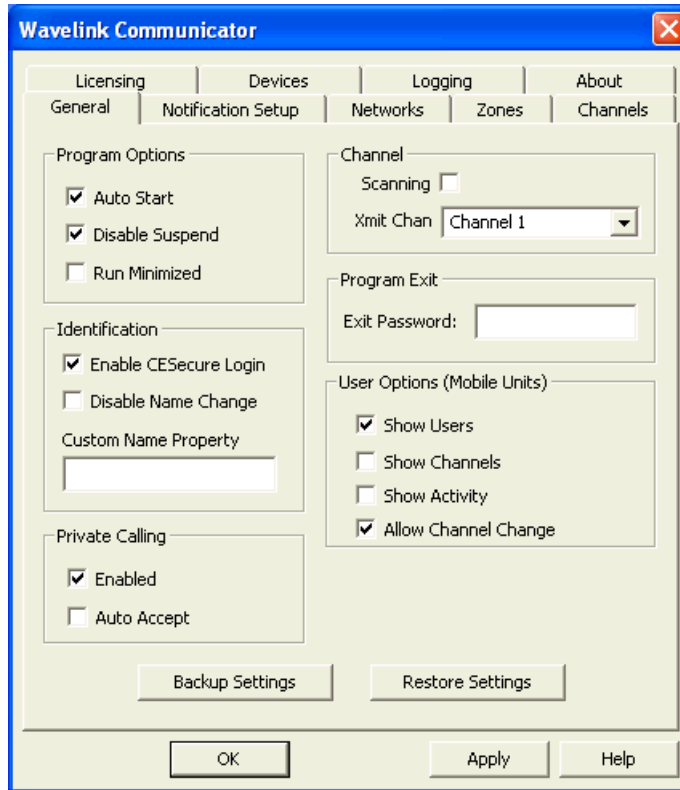 Wavelink Communicator
Licensing
Devices
Logging
About
General
Notification Setup
Networks
Zones
Channels
Program Options
Auto Start
Disable Suspend
Run Minimized
Identification
Enable CESecure Login
Disable Name Change
Custom Name Property
Private Calling
Enabled
Auto Accept
Channel
Scanning
Xmit Chan Channel 1
Program Exit
Exit Password:
User Options (Mobile Units)
Show Users
Show Channels
Show Activity
Allow Channel Change
Backup Settings
Restore Settings
OK
Apply
Help